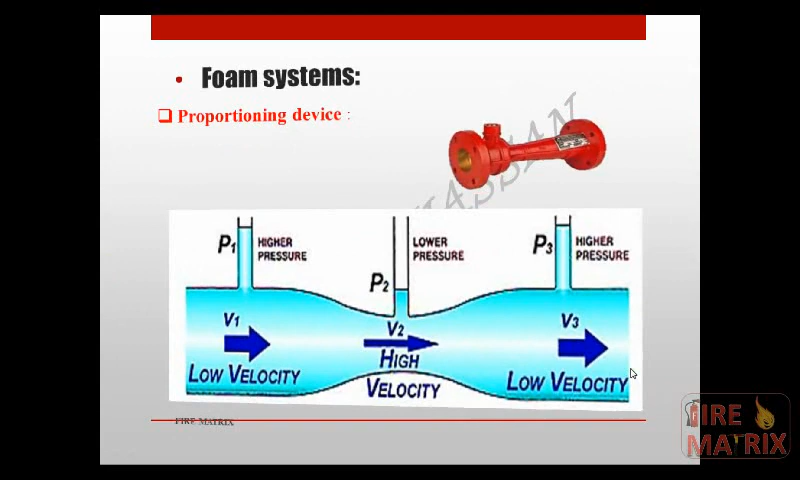 • Foam systems:
❑ Proportioning device :
HASSAN
P1 HIGHER PRESSURE
P2 LOWER PRESSURE
P3 HIGHER PRESSURE
V1
LOW VELOCITY
V2
HIGH
VELOCITY
V3
LOW VELOCITY
FIRE MATRIX
FIRE
MATRIX